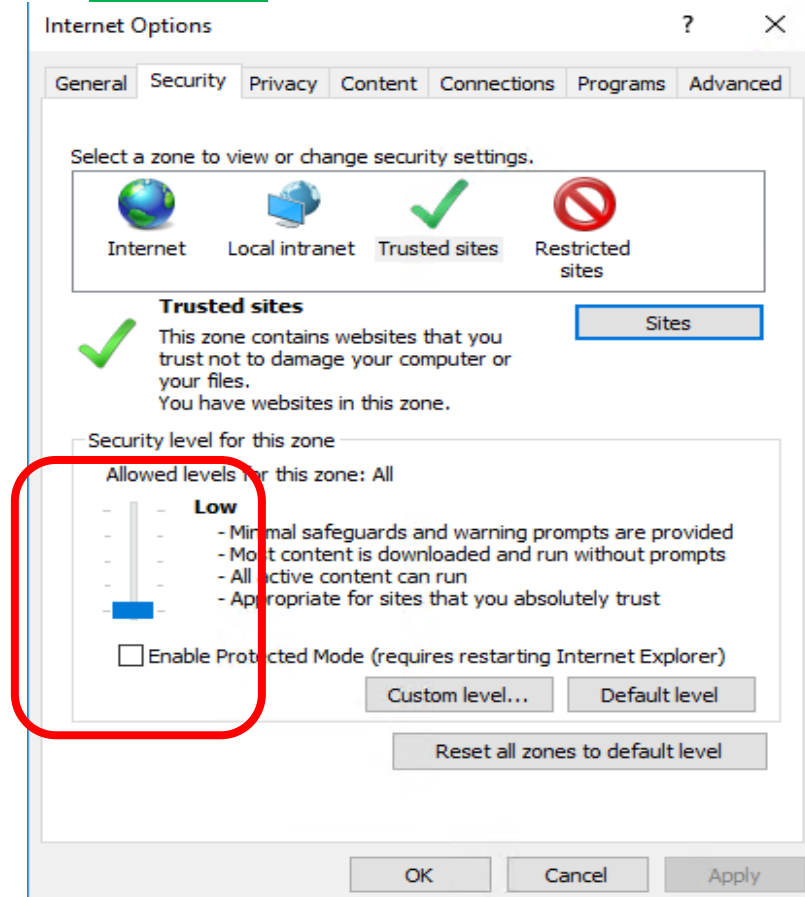 Internet Options
?
General Security Privacy Content Connections Programs Advanced
Select a zone to view or change security settings.
Internet Local intranet Trusted sites Restricted sites
Trusted sites
Sites
This zone contains websites that you
trust not to damage your computer or
your files.
You have websites in this zone.
Security level for this zone
Allowed levels for this zone: All
Low
- Minimal safeguards and warning prompts are provided
- Most content is downloaded and run without prompts
- All active content can run
- Appropriate for sites that you absolutely trust
Enable Protected Mode (requires restarting Internet Explorer)
Custom level... Default level
Reset all zones to default level
OK Cancel Apply